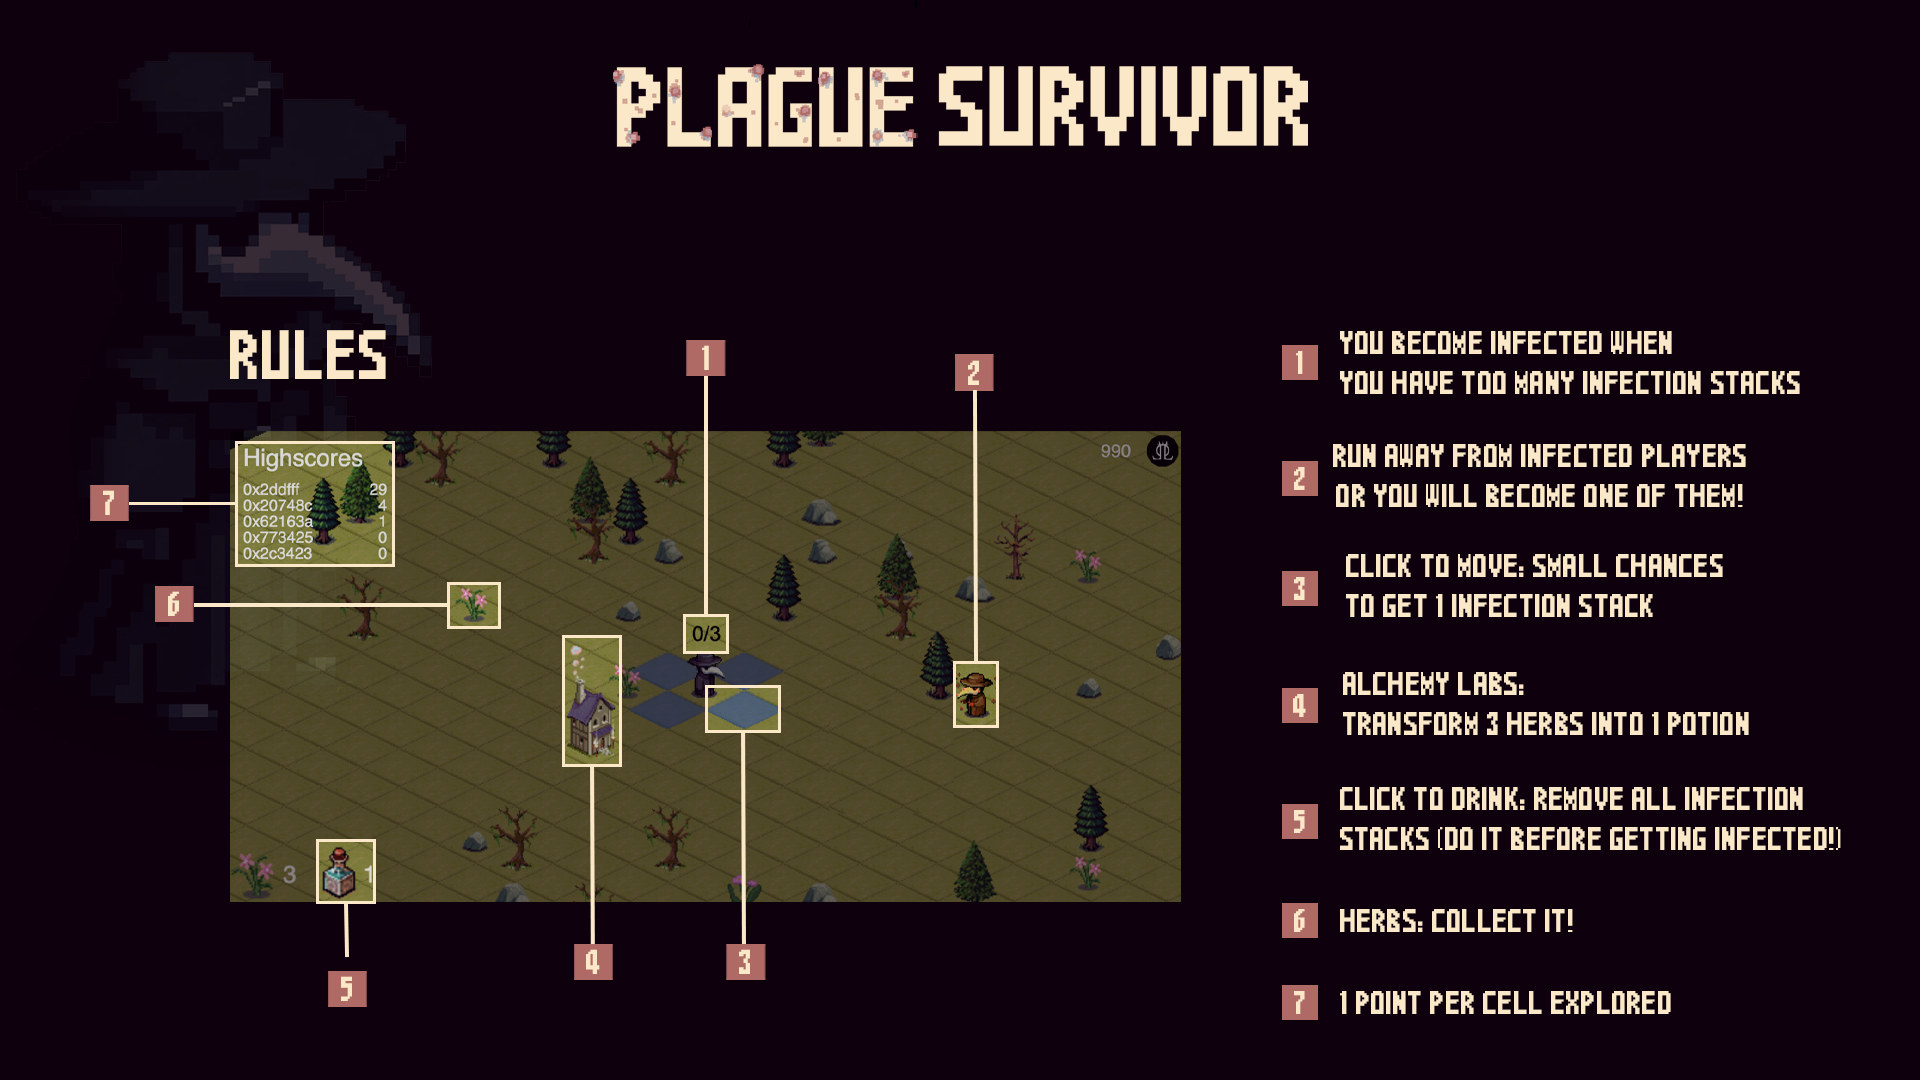 PLAGUE SURVIVOR
RULES
1
2
7
6
5
4
3
Highscores
0x2ddfff 29
0x20748c 4
0x62163a 1
0x773425 0
0x2c3423 0
990
0/3
3
1
1
YOU BECOME INFECTED WHEN
YOU HAVE TOO MANY INFECTION STACKS
2
RUN AWAY FROM INFECTED PLAYERS
OR YOU WILL BECOME ONE OF THEM!
3
CLICK TO MOVE: SMALL CHANCES
TO GET 1 INFECTION STACK
4
ALCHEMY LABS:
TRANSFORM 3 HERBS INTO 1 POTION
5
CLICK TO DRINK: REMOVE ALL INFECTION
STACKS (DO IT BEFORE GETTING INFECTED!)
6
HERBS: COLLECT IT!
7
1 POINT PER CELL EXPLORED